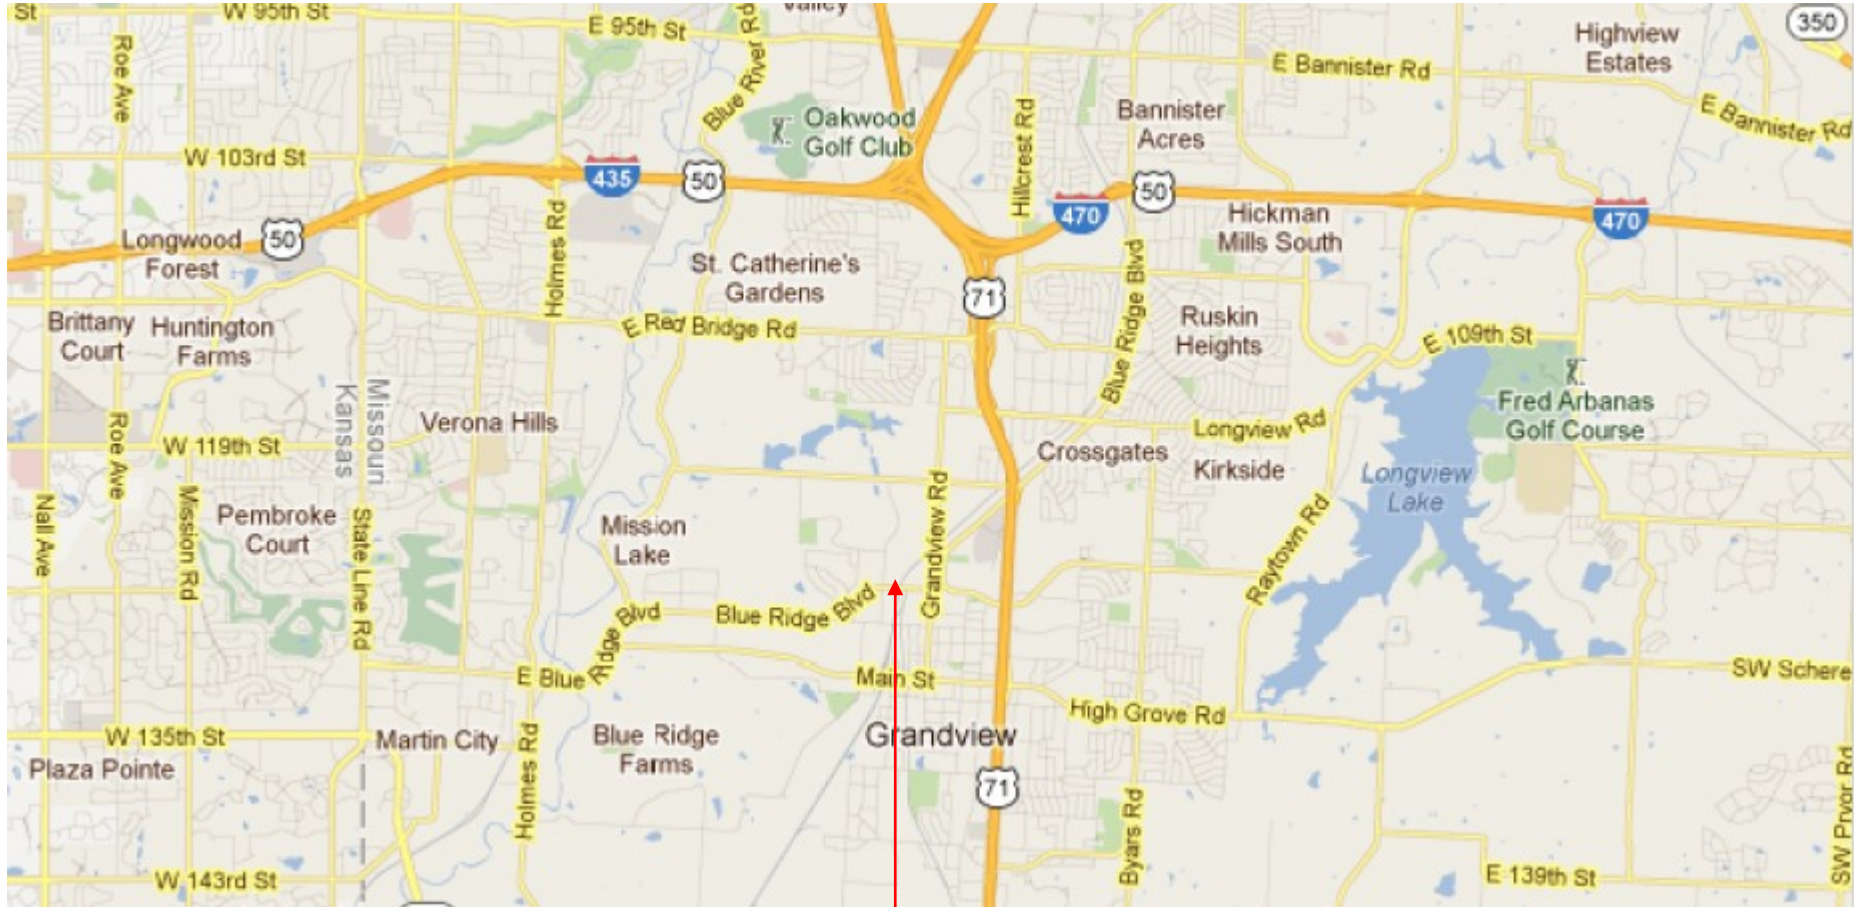 St
W 95th St
E 95th St
Valley
350
Roe Ave
Blue River Rd
Highview
Estates
E Bannister Rd
E Bannister Rd
Oakwood
Golf Club
Hillcrest Rd
Bannister
Acres
W 103rd St
435
50
50
470
470
Longwood
Forest
50
Holmes Rd
Hickman
Mills South
St. Catherine's
Gardens
71
Blue Ridge Blvd
Brittany
Court
Huntington
Farms
E Red Bridge Rd
Ruskin
Heights
E 109th St
Missouri
Kansas
Fred Arbanas
Golf Course
Roe Ave
W 119th St
Verona Hills
Longview Rd
Crossgates
Kirkside
Longview
Lake
Nall Ave
Mission Rd
Pembroke
Court
State Line Rd
Mission
Lake
Grandview Rd
Raytown Rd
Blue Ridge Blvd
E Blue Ridge Blvd
Main St
SW Schere
High Grove Rd
W 135th St
Martin City
Holmes Rd
Blue Ridge
Farms
Grandview
Plaza Pointe
71
Byars Rd
SW Pryor Rd
W 143rd St
E 139th St